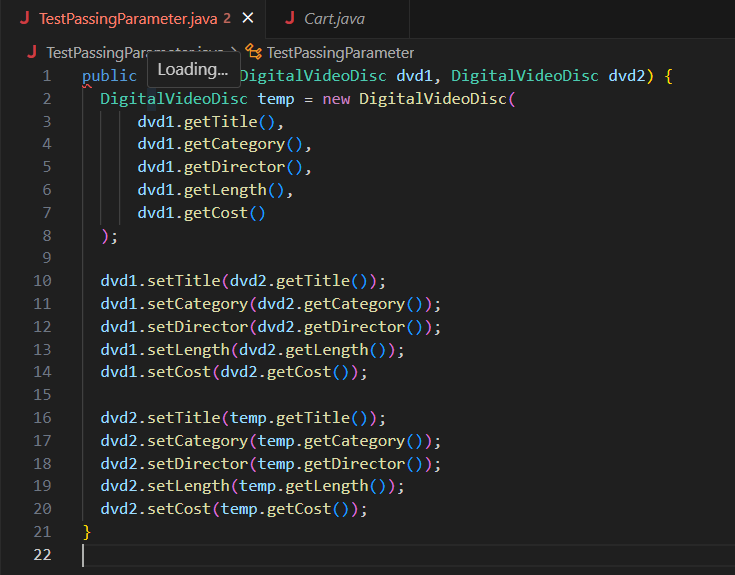 J TestPassingParameter.java 2 ×
J Cart.java
J TestPassingParameter.java > TestPassingParameter
Loading...
1 public DigitalVideoDisc dvd1, DigitalVideoDisc dvd2) {
2 DigitalVideoDisc temp = new DigitalVideoDisc(
3 dvd1.getTitle(),
4 dvd1.getCategory(),
5 dvd1.getDirector(),
6 dvd1.getLength(),
7 dvd1.getCost()
8 );
9
10 dvd1.setTitle(dvd2.getTitle());
11 dvd1.setCategory(dvd2.getCategory());
12 dvd1.setDirector(dvd2.getDirector());
13 dvd1.setLength(dvd2.getLength());
14 dvd1.setCost(dvd2.getCost());
15
16 dvd2.setTitle(temp.getTitle());
17 dvd2.setCategory(temp.getCategory());
18 dvd2.setDirector(temp.getDirector());
19 dvd2.setLength(temp.getLength());
20 dvd2.setCost(temp.getCost());
21 }
22